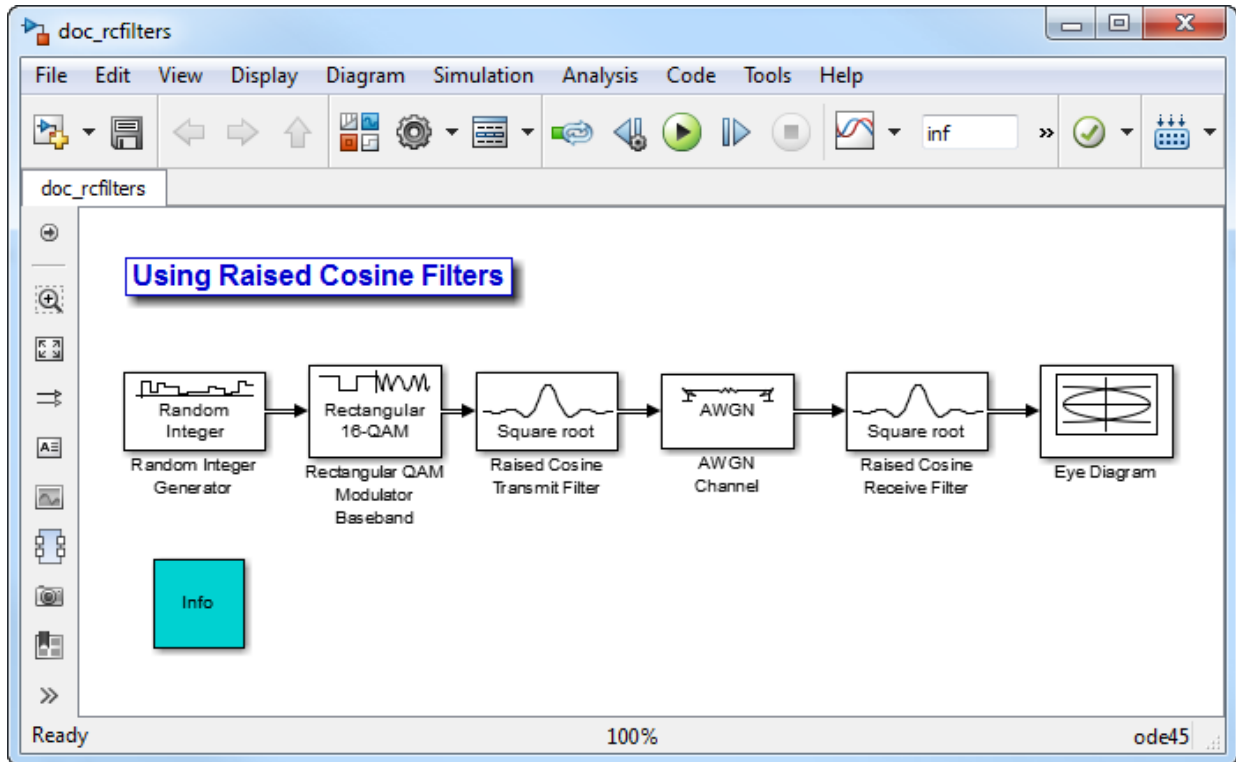 doc_rcfilters
File Edit View Display Diagram Simulation Analysis Code Tools Help
inf
doc_rcfilters
Using Raised Cosine Filters
Random
Integer
Rectangular
16-QAM
Square root
AWGN
Square root
Random Integer
Generator
Rectangular QAM
Modulator
Baseband
Raised Cosine
Transmit Filter
AWGN
Channel
Raised Cosine
Receive Filter
Eye Diagram
Info
Ready 100% ode45